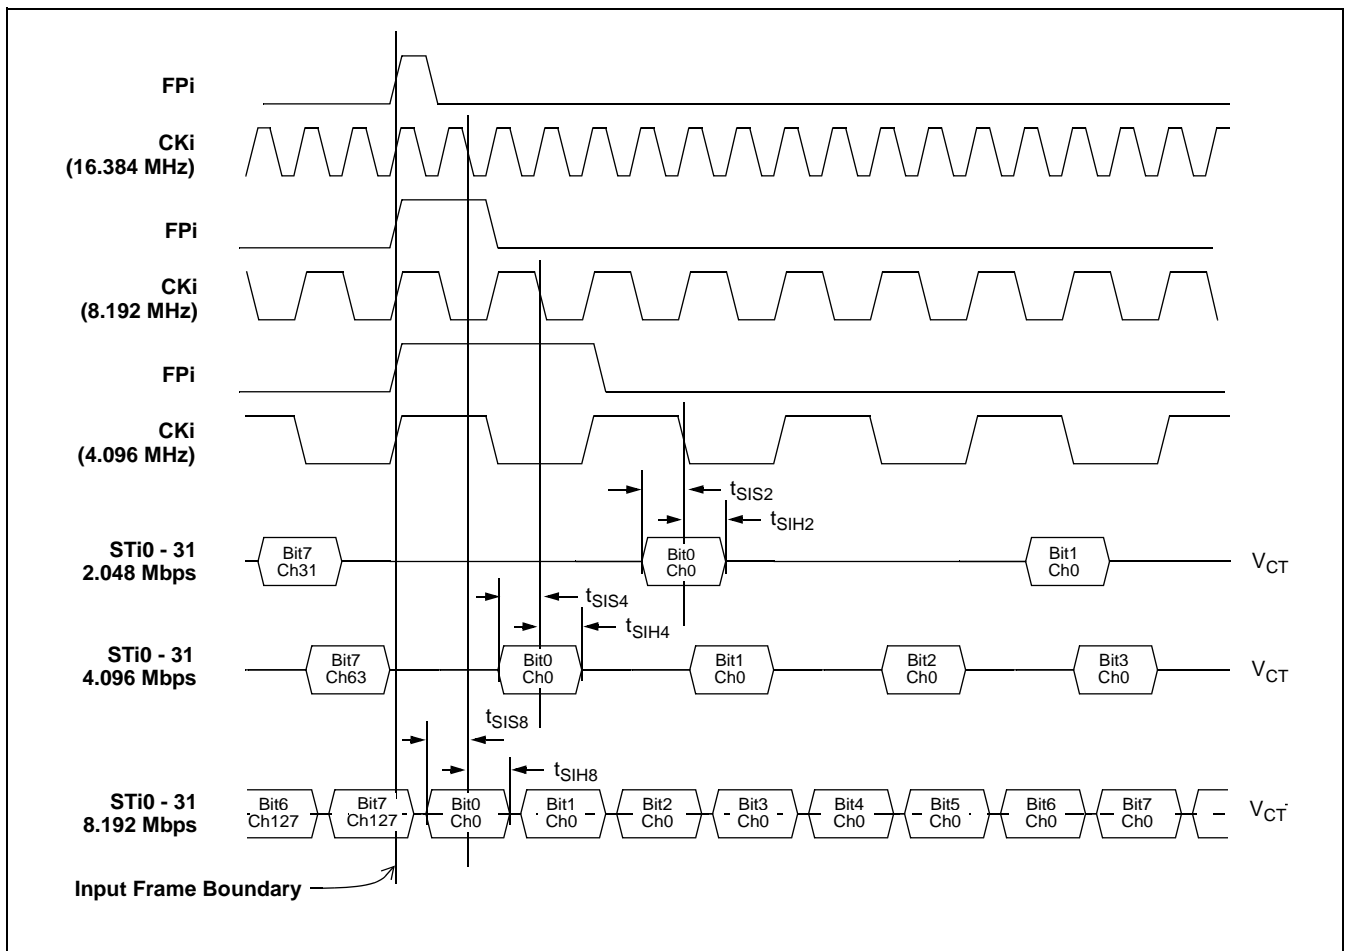 FPi
CKi
(16.384 MHz)
FPi
CKi
(8.192 MHz)
FPi
CKi
(4.096 MHz)
tSIS2
tSIH2
STi0 - 31
2.048 Mbps
Bit7
Ch31
Bit0
Ch0
Bit1
Ch0
VCT
tSIS4
tSIH4
STi0 - 31
4.096 Mbps
Bit7
Ch63
Bit0
Ch0
Bit1
Ch0
Bit2
Ch0
Bit3
Ch0
VCT
tSIS8
tSIH8
STi0 - 31
8.192 Mbps
Bit6
Ch127
Bit7
Ch127
Bit0
Ch0
Bit1
Ch0
Bit2
Ch0
Bit3
Ch0
Bit4
Ch0
Bit5
Ch0
Bit6
Ch0
Bit7
Ch0
VCT
Input Frame Boundary